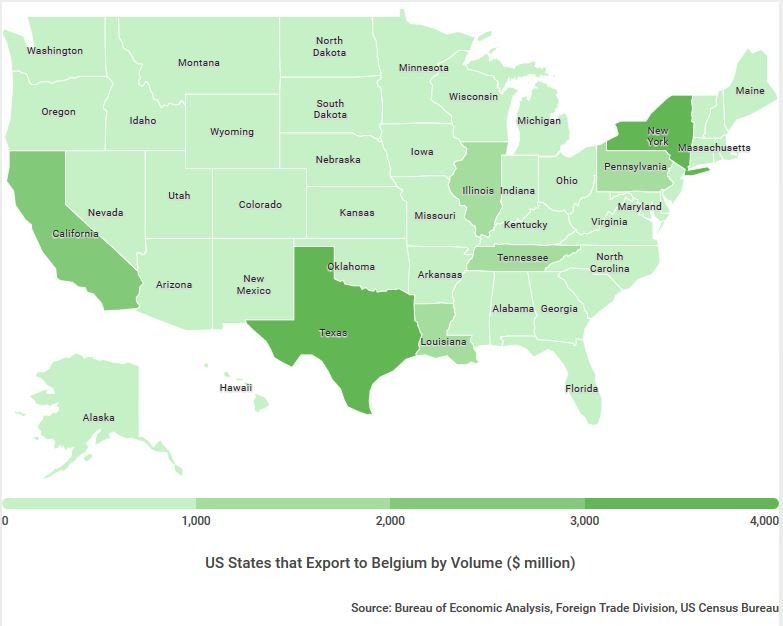 Washington
Montana
North
Dakota
Minnesota
Maine
Oregon
Idaho
South
Dakota
Wisconsin
Michigan
New
York
Massachusetts
Wyoming
Iowa
Nebraska
Pennsylvania
Ohio
Illinois
Indiana
Utah
Colorado
Nevada
Kansas
Missouri
Kentucky
Maryland
Virginia
California
Tennessee
North
Carolina
Oklahoma
Arkansas
Arizona
New
Mexico
Alabama
Georgia
Texas
Louisiana
Hawaii
Florida
Alaska
0
1,000
2,000
3,000
4,000
US States that Export to Belgium by Volume ($ million)
Source: Bureau of Economic Analysis, Foreign Trade Division, US Census Bureau